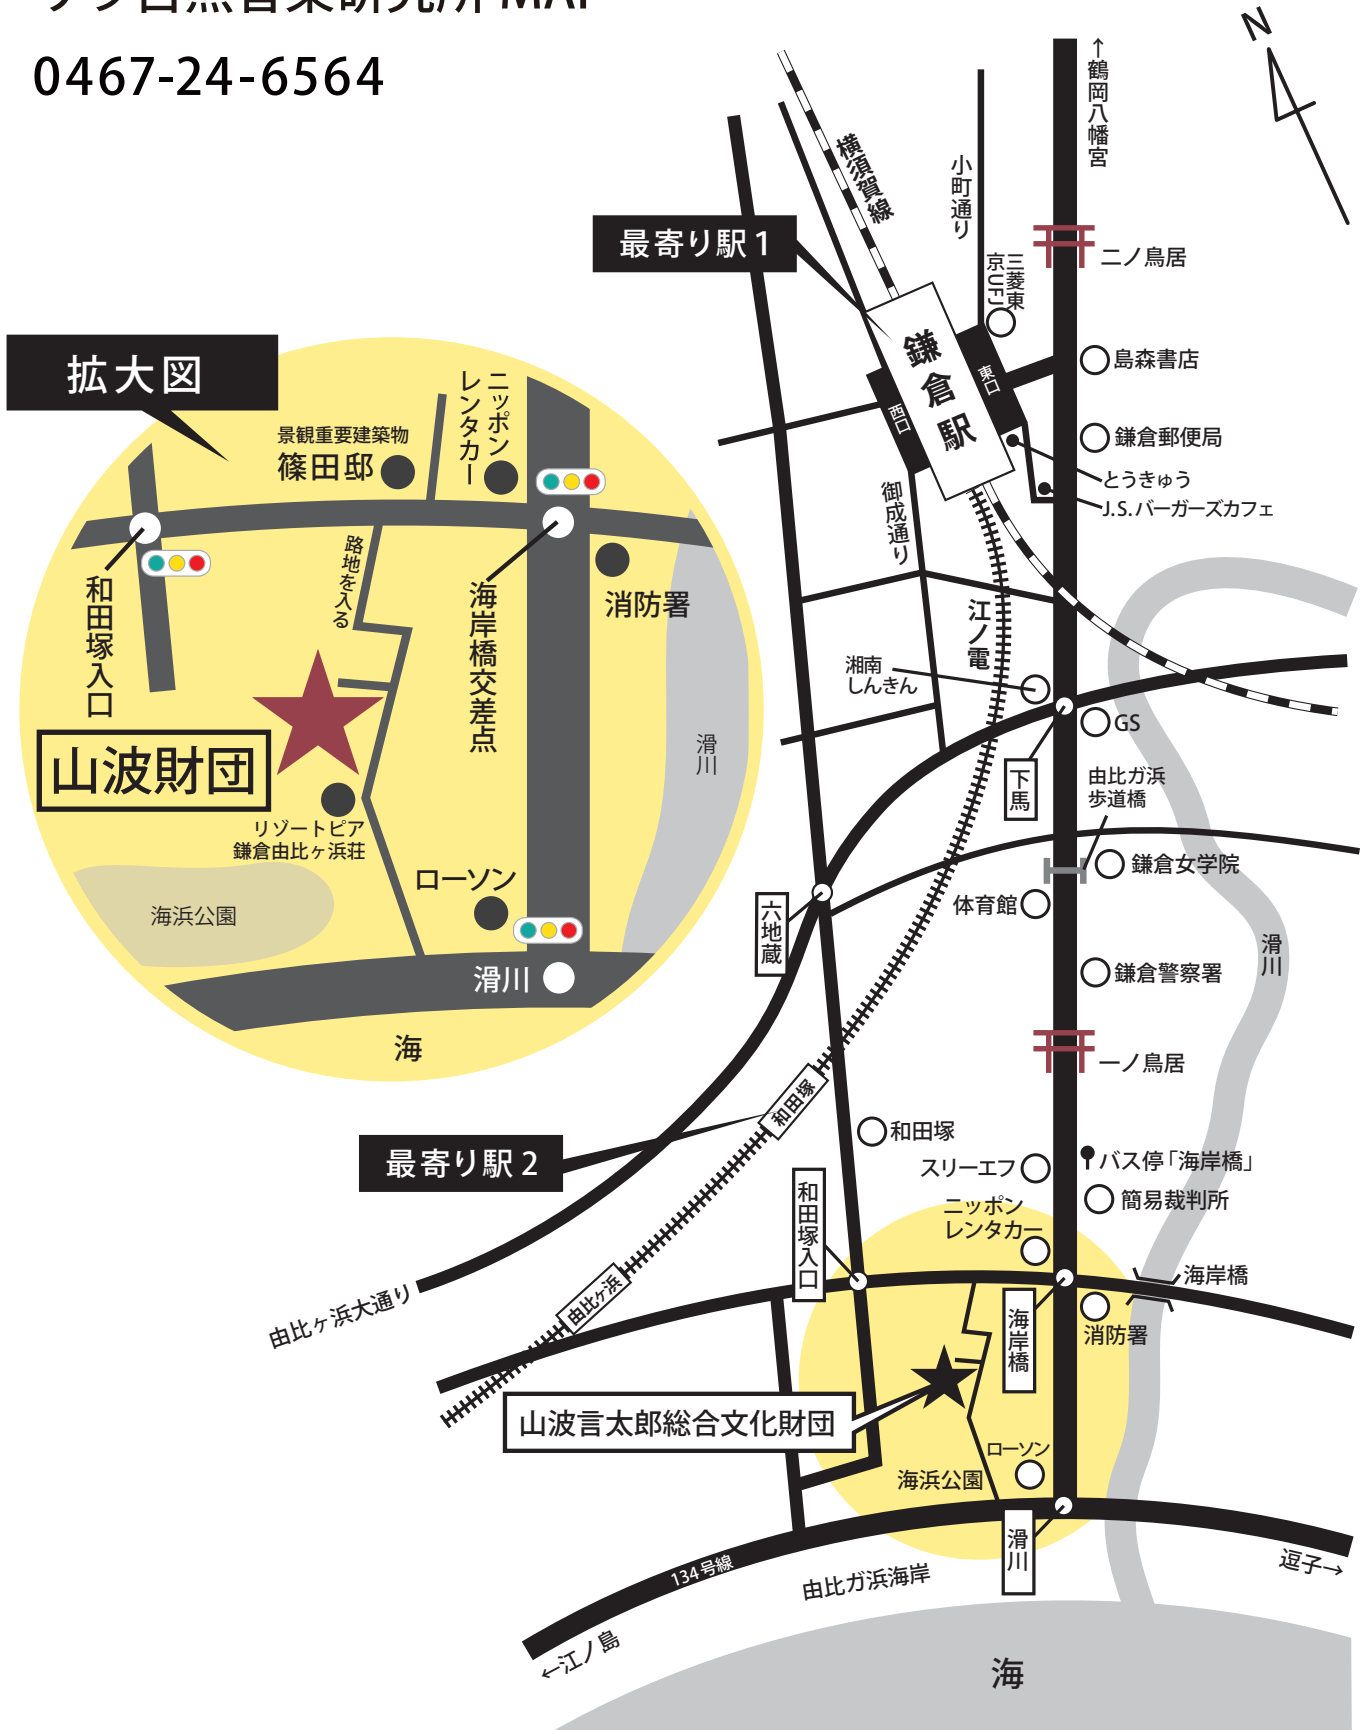 0467-24-6564
N
↑鶴岡八幡宮
横須賀線
小町通り
最寄り駅1
二ノ鳥居
三菱東
京UFJ
鎌倉駅
東口
西口
島森書店
鎌倉郵便局
とうきゅう
J.S.バーガーズカフェ
御成通り
江ノ電
湘南
しんきん
GS
下馬
由比ガ浜
歩道橋
鎌倉女学院
体育館
六地蔵
滑川
鎌倉警察署
一ノ鳥居
和田塚
最寄り駅2
和田塚
スリーエフ
バス停「海岸橋」
簡易裁判所
ニッポン
レンタカー
和田塚入口
海岸橋
海岸橋
消防署
由比ヶ浜大通り
由比ヶ浜
山波言太郎総合文化財団
ローソン
海浜公園
滑川
134号線
由比ガ浜海岸
逗子→
←江ノ島
海
拡大図
景観重要建築物
篠田邸
ニッポン
レンタカー
路地を入る
和田塚入口
海岸橋交差点
消防署
山波財団
滑川
リゾートピア
鎌倉由比ヶ浜荘
ローソン
海浜公園
滑川
海